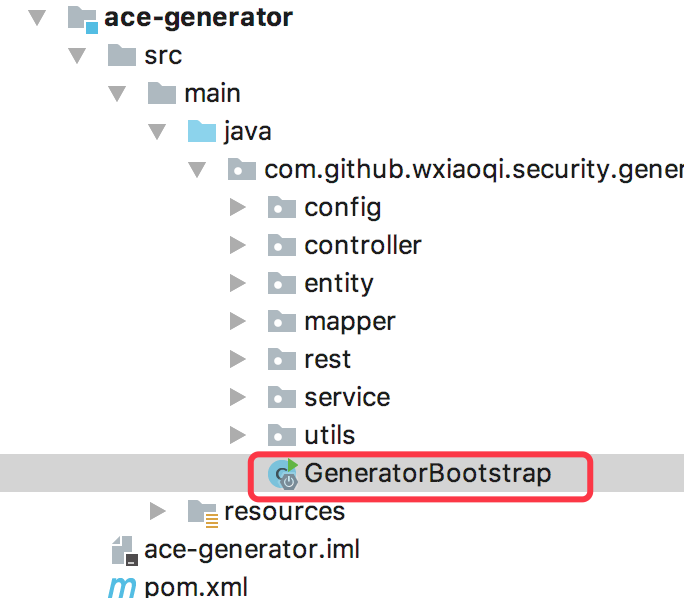 ace-generator
src
main
java
com.github.wxiaoqi.security.gener
config
controller
entity
mapper
rest
service
utils
GeneratorBootstrap
resources
ace-generator.iml
pom.xml